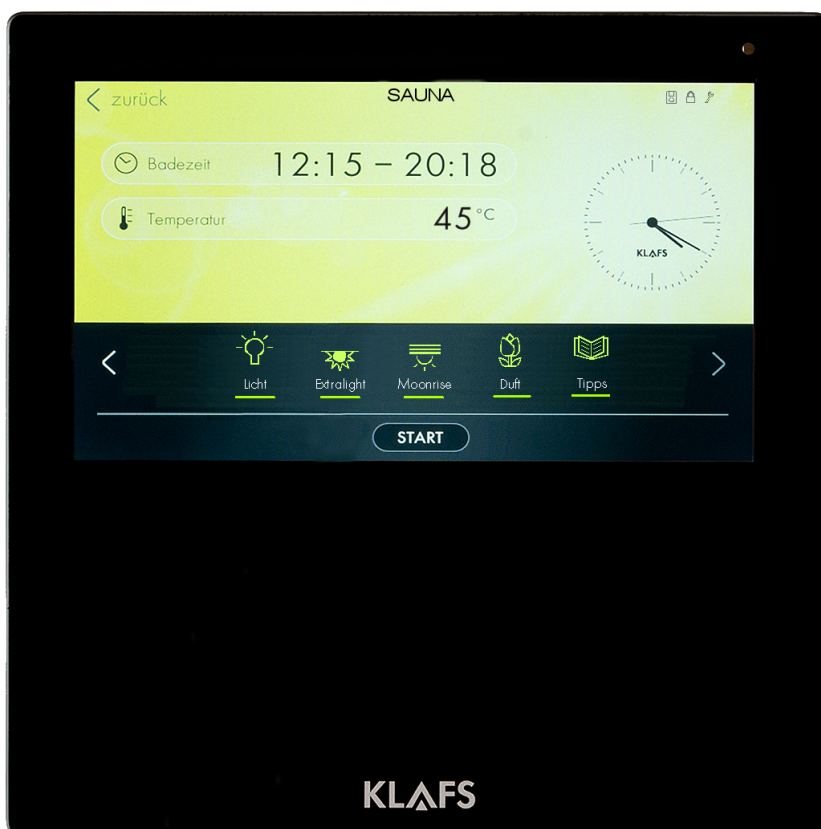 zurück SAUNA
Badezeit 12:15 – 20:18
Temperatur 45 °C
KLAFS
Licht Extralight Moonrise Duft Tipps
START
KLAFS